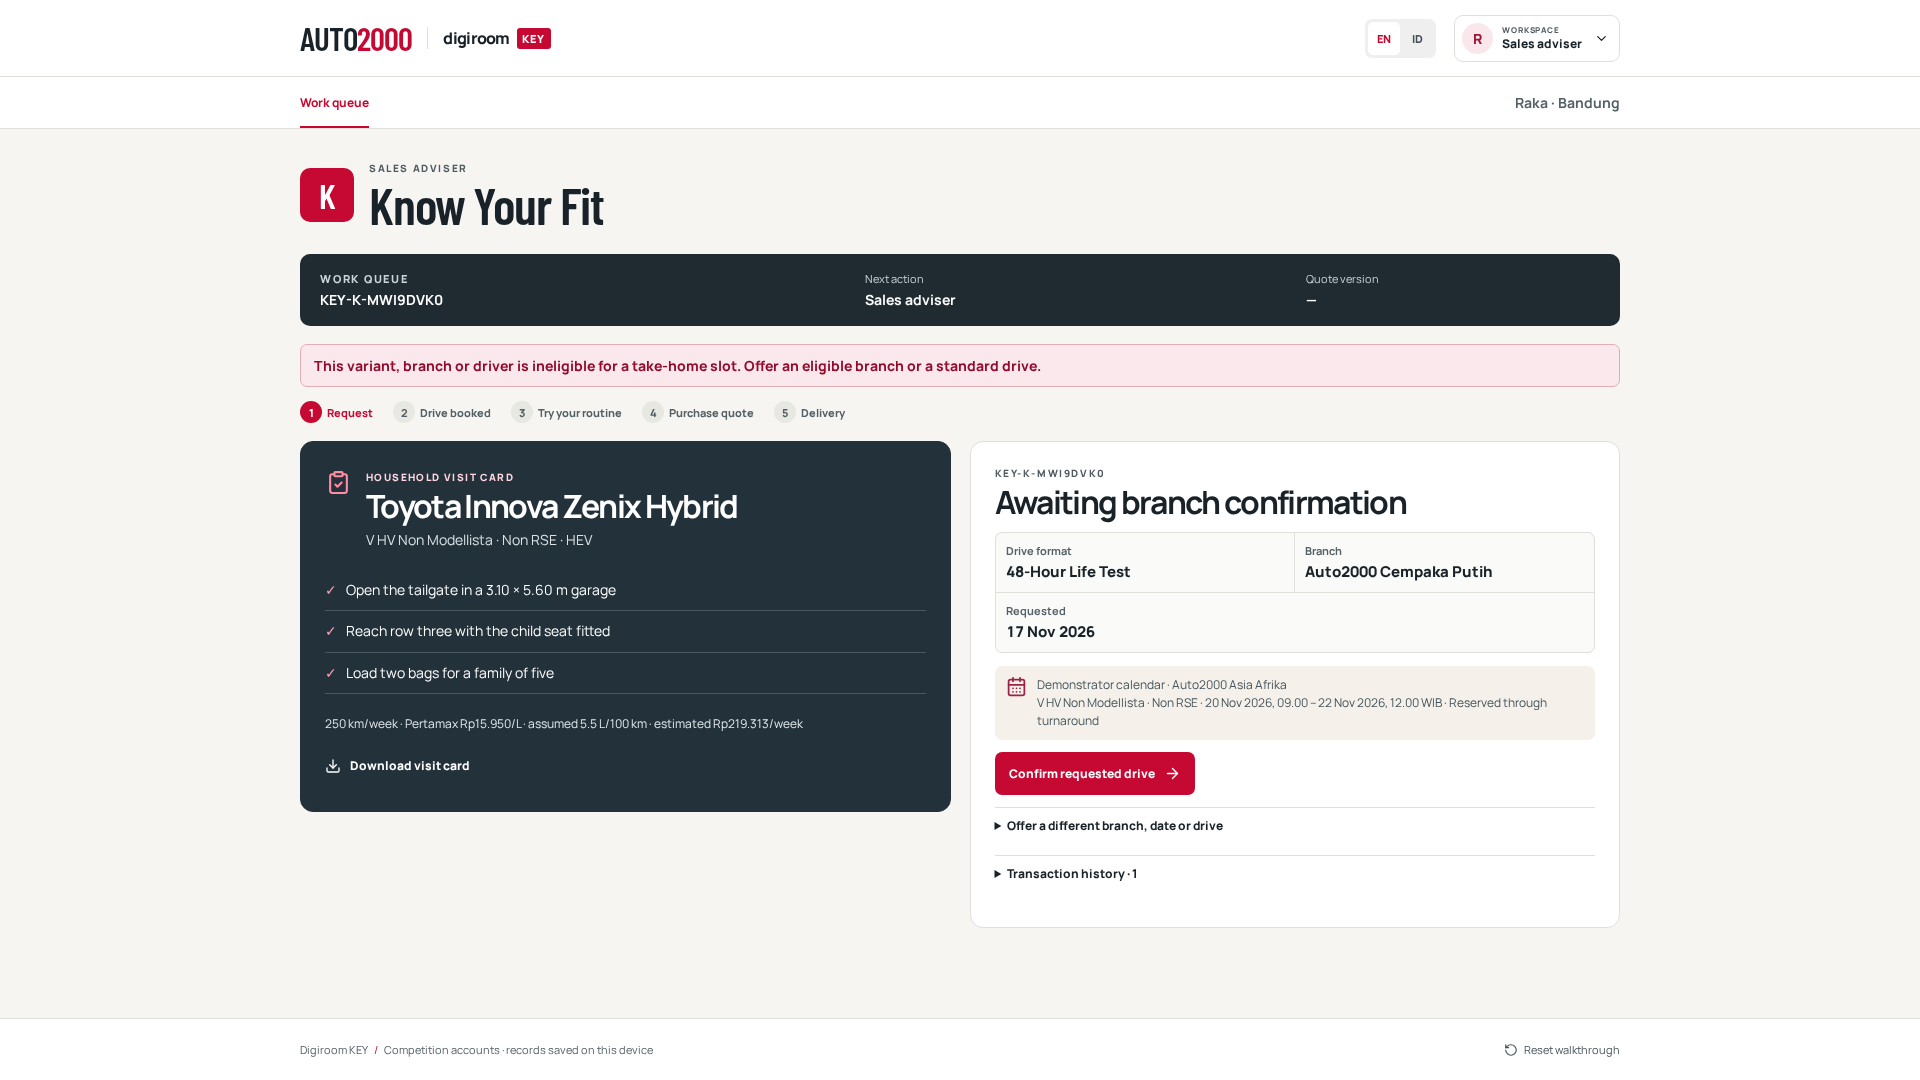 AUTO2000
digiroom KEY
EN ID
R
WORKSPACE
Sales adviser
Work queue
Raka · Bandung
K
SALES ADVISER
Know Your Fit
WORK QUEUE
KEY-K-MWI9DVK0
Next action
Sales adviser
Quote version
—
This variant, branch or driver is ineligible for a take-home slot. Offer an eligible branch or a standard drive.
1 Request
2 Drive booked
3 Try your routine
4 Purchase quote
5 Delivery
HOUSEHOLD VISIT CARD
Toyota Innova Zenix Hybrid
V HV Non Modellista · Non RSE · HEV
✓ Open the tailgate in a 3.10 × 5.60 m garage
✓ Reach row three with the child seat fitted
✓ Load two bags for a family of five
250 km/week · Pertamax Rp15.950/L · assumed 5.5 L/100 km · estimated Rp219.313/week
Download visit card
KEY-K-MWI9DVK0
Awaiting branch confirmation
Drive format
48-Hour Life Test
Branch
Auto2000 Cempaka Putih
Requested
17 Nov 2026
Demonstrator calendar · Auto2000 Asia Afrika
V HV Non Modellista · Non RSE · 20 Nov 2026, 09.00 – 22 Nov 2026, 12.00 WIB · Reserved through
turnaround
Confirm requested drive
Offer a different branch, date or drive
Transaction history · 1
Digiroom KEY / Competition accounts · records saved on this device
Reset walkthrough